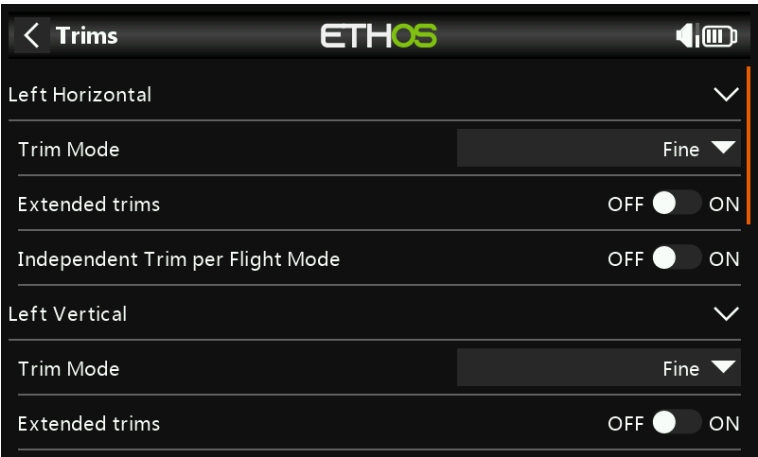 Trims ETHOS
Left Horizontal
Trim Mode Fine
Extended trims OFF ON
Independent Trim per Flight Mode OFF ON
Left Vertical
Trim Mode Fine
Extended trims OFF ON